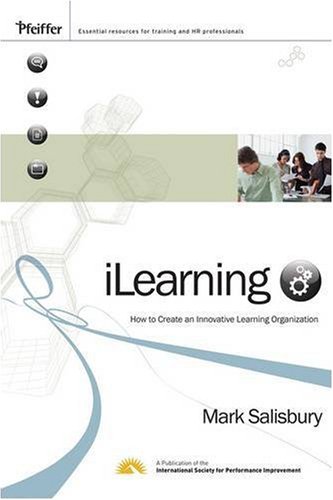 Pfeiffer
Essential resources for training and HR professionals
iLearning
How to Create an Innovative Learning Organization
Mark Salisbury
A Publication of the
International Society for Performance Improvement